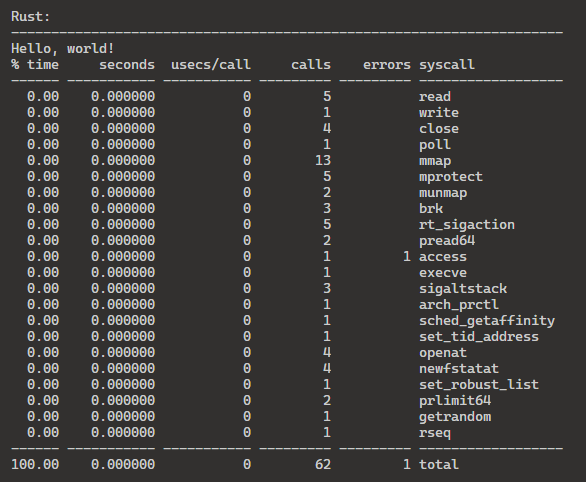 Rust:
---------------------------------------------------------------------
Hello, world!
% time     seconds  usecs/call     calls    errors syscall
------ ----------- ----------- --------- --------- ------------------
  0.00    0.000000           0         5           read
  0.00    0.000000           0         1           write
  0.00    0.000000           0         4           close
  0.00    0.000000           0         1           poll
  0.00    0.000000           0        13           mmap
  0.00    0.000000           0         5           mprotect
  0.00    0.000000           0         2           munmap
  0.00    0.000000           0         3           brk
  0.00    0.000000           0         5           rt_sigaction
  0.00    0.000000           0         2           pread64
  0.00    0.000000           0         1         1 access
  0.00    0.000000           0         1           execve
  0.00    0.000000           0         3           sigaltstack
  0.00    0.000000           0         1           arch_prctl
  0.00    0.000000           0         1           sched_getaffinity
  0.00    0.000000           0         1           set_tid_address
  0.00    0.000000           0         4           openat
  0.00    0.000000           0         4           newfstatat
  0.00    0.000000           0         1           set_robust_list
  0.00    0.000000           0         2           prlimit64
  0.00    0.000000           0         1           getrandom
  0.00    0.000000           0         1           rseq
------ ----------- ----------- --------- --------- ------------------
100.00    0.000000           0        62         1 total